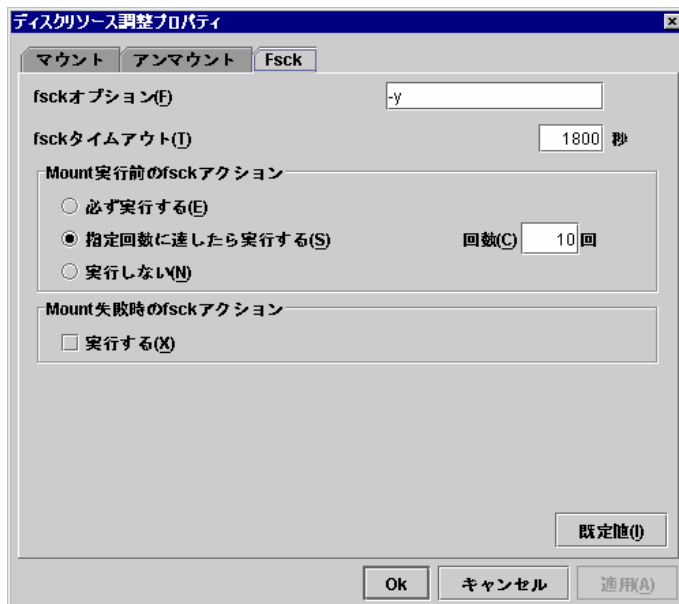 ディスクリソース調整プロパティ
マウント アンマウント Fsck
fsckオプション(F) -y
fsckタイムアウト(T) 1800 秒
Mount実行前のfsckアクション
必ず実行する(E)
指定回数に達したら実行する(S) 回数(C) 10 回
実行しない(N)
Mount失敗時のfsckアクション
実行する(X)
既定値(I)
Ok キャンセル 適用(A)